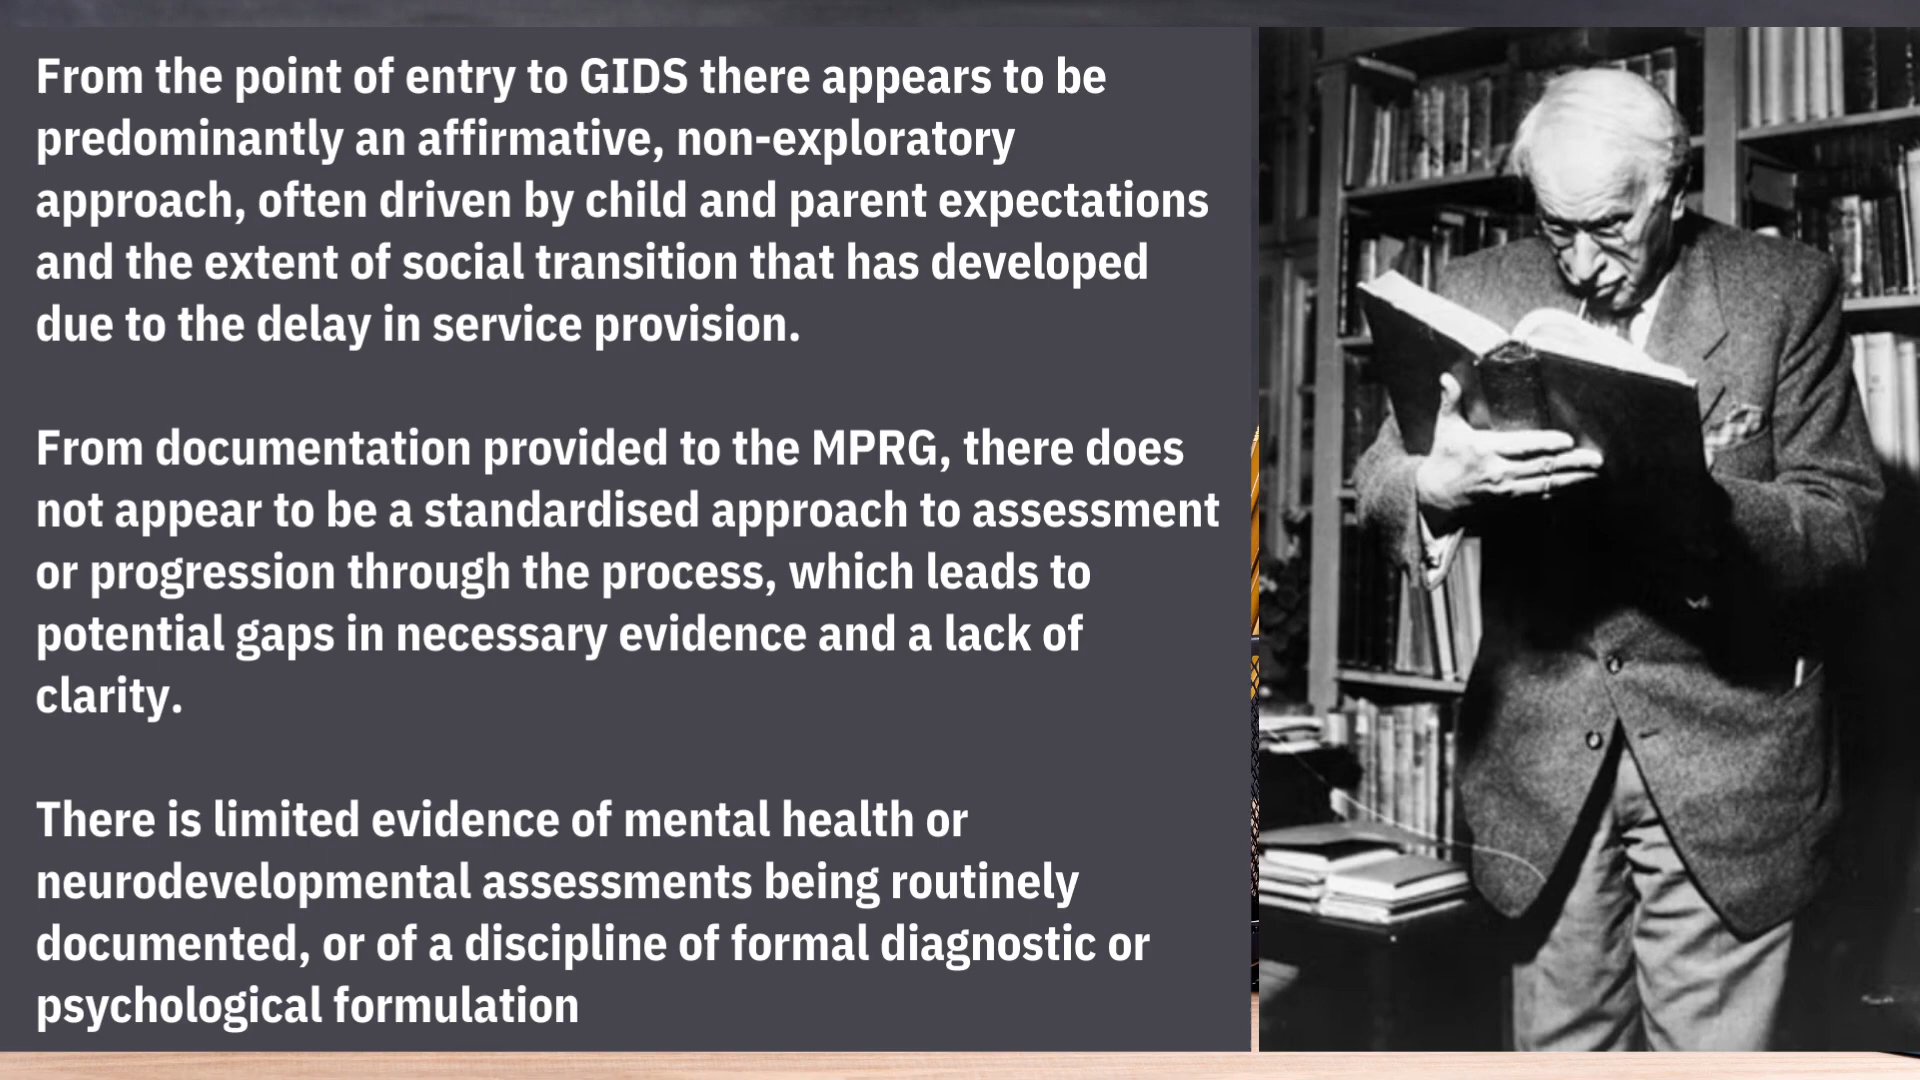 From the point of entry to GIDS there appears to be
predominantly an affirmative, non-exploratory
approach, often driven by child and parent expectations
and the extent of social transition that has developed
due to the delay in service provision.
From documentation provided to the MPRG, there does
not appear to be a standardised approach to assessment
or progression through the process, which leads to
potential gaps in necessary evidence and a lack of
clarity.
There is limited evidence of mental health or
neurodevelopmental assessments being routinely
documented, or of a discipline of formal diagnostic or
psychological formulation